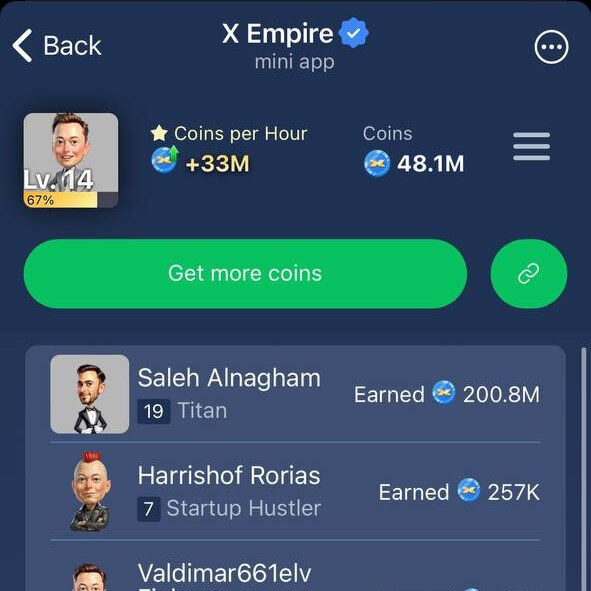 Back
X Empire
mini app
Coins per Hour
+33M
Coins
48.1M
Lv. 14
67%
Get more coins
Saleh Alnagham
19 Titan
Earned 200.8M
Harrishof Rorias
7 Startup Hustler
Earned 257K
Valdimar661elv